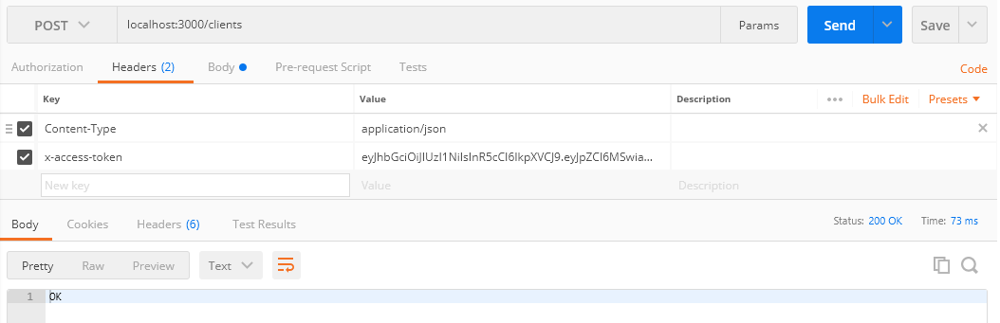 POST localhost:3000/clients Params Send Save
Authorization Headers (2) Body Pre-request Script Tests Code
Key Value Description ••• Bulk Edit Presets
Content-Type application/json
x-access-token eyJhbGciOiJIUzI1NiIsInR5cCI6IkpXVCJ9.eyJpZCI6MSwia...
New key Value Description
Body Cookies Headers (6) Test Results Status: 200 OK Time: 73 ms
Pretty Raw Preview Text
1 OK